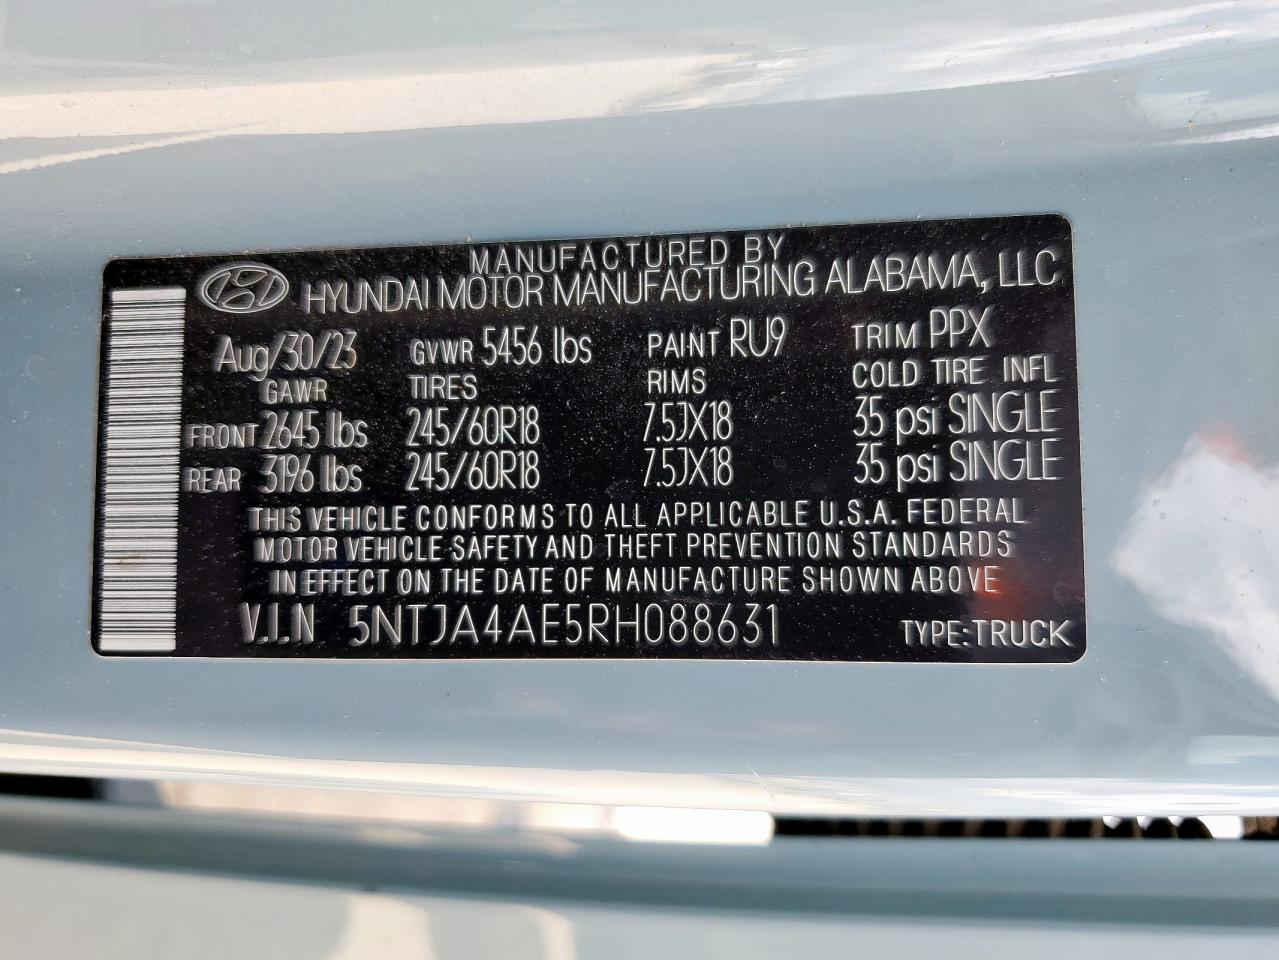 MANUFACTURED BY
HYUNDAI MOTOR MANUFACTURING ALABAMA, LLC
Aug/30/23 GVWR 5456 lbs PAINT RU9 TRIM PPX
GAWR TIRES RIMS COLD TIRE INFL
FRONT 2645 lbs 245/60R18 7.5JX18 35 psi SINGLE
REAR 3196 lbs 245/60R18 7.5JX18 35 psi SINGLE
THIS VEHICLE CONFORMS TO ALL APPLICABLE U.S.A. FEDERAL
MOTOR VEHICLE SAFETY AND THEFT PREVENTION STANDARDS
IN EFFECT ON THE DATE OF MANUFACTURE SHOWN ABOVE
V.I.N 5NTJA4AE5RH088631 TYPE:TRUCK